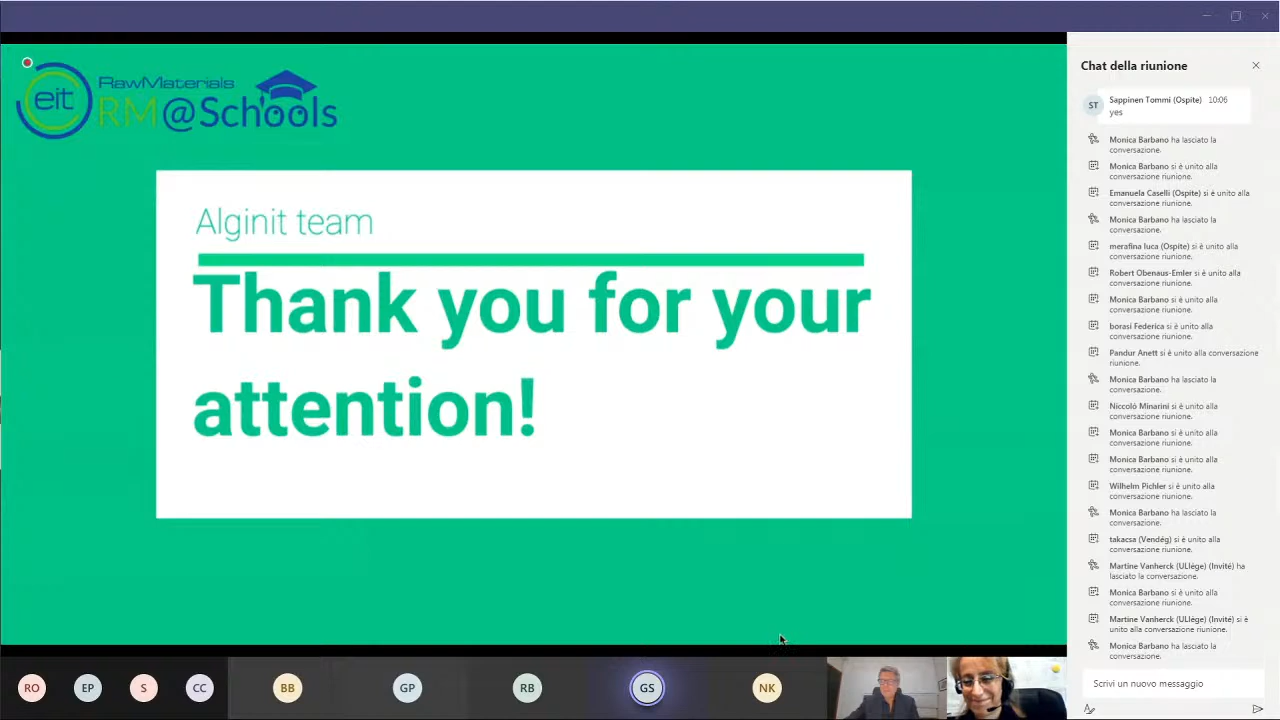 eit
RawMaterials
RM@Schools
Alginit team
Thank you for your
attention!
Chat della riunione
ST
Sappinen Tommi (Ospite) 10:06
yes
Monica Barbano ha lasciato la
conversazione.
Monica Barbano si è unito alla
conversazione riunione.
Emanuela Caselli (Ospite) si è unito alla
conversazione riunione.
Monica Barbano ha lasciato la
conversazione.
merafina luca (Ospite) si è unito alla
conversazione riunione.
Robert Obenaus-Emler si è unito alla
conversazione riunione.
Monica Barbano si è unito alla
conversazione riunione.
borasi Federica si è unito alla
conversazione riunione.
Pandur Anett si è unito alla conversazione
riunione.
Monica Barbano ha lasciato la
conversazione.
Niccolò Minarini si è unito alla
conversazione riunione.
Monica Barbano si è unito alla
conversazione riunione.
Monica Barbano si è unito alla
conversazione riunione.
Wilhelm Pichler si è unito alla
conversazione riunione.
Monica Barbano ha lasciato la
conversazione.
takacsa (Vendég) si è unito alla
conversazione riunione.
Martine Vanherck (ULiège) (Invité) ha
lasciato la conversazione.
Monica Barbano si è unito alla
conversazione riunione.
Martine Vanherck (ULiège) (Invité) si è
unito alla conversazione riunione.
Monica Barbano ha lasciato la
conversazione.
Scrivi un nuovo messaggio
RO EP S CC BB GP RB GS NK